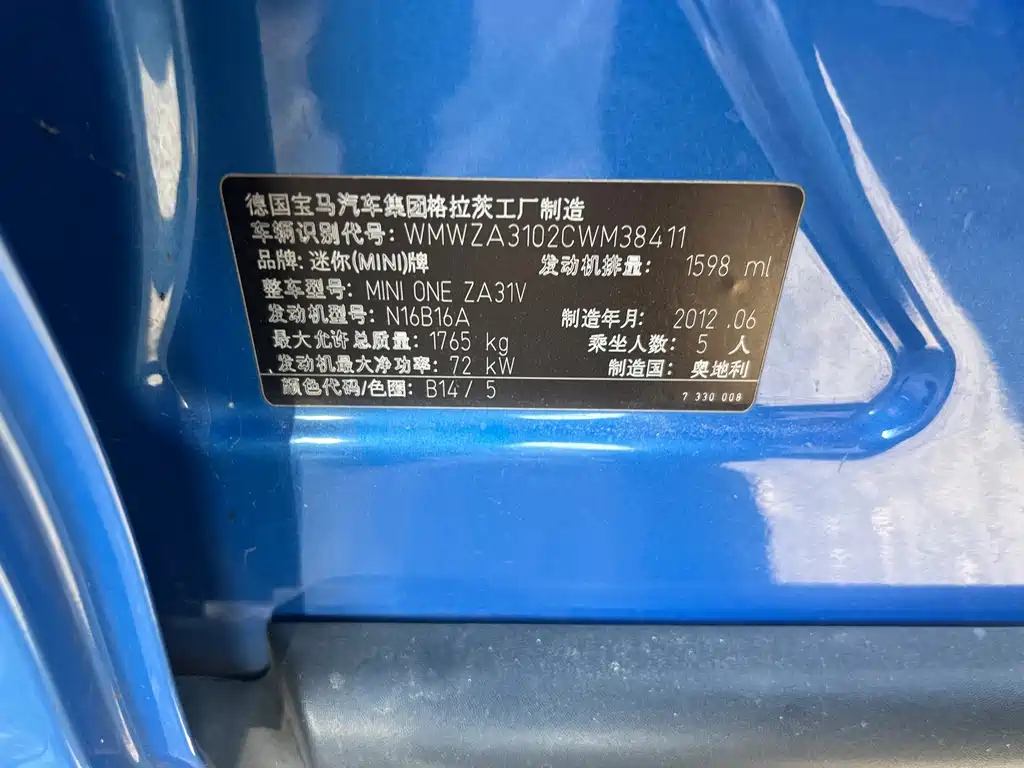 德国宝马汽车集团格拉茨工厂制造
车辆识别代号: WMWZA3102CWM38411
品牌: 迷你(MINI)牌 发动机排量: 1598 ml
整车型号: MINI ONE ZA31V
发动机型号: N16B16A 制造年月: 2012 .06
最大允许总质量: 1765 kg 乘坐人数: 5 人
发动机最大净功率: 72 kW 制造国: 奥地利
颜色代码/色圈: B14/ 5 7 330 008